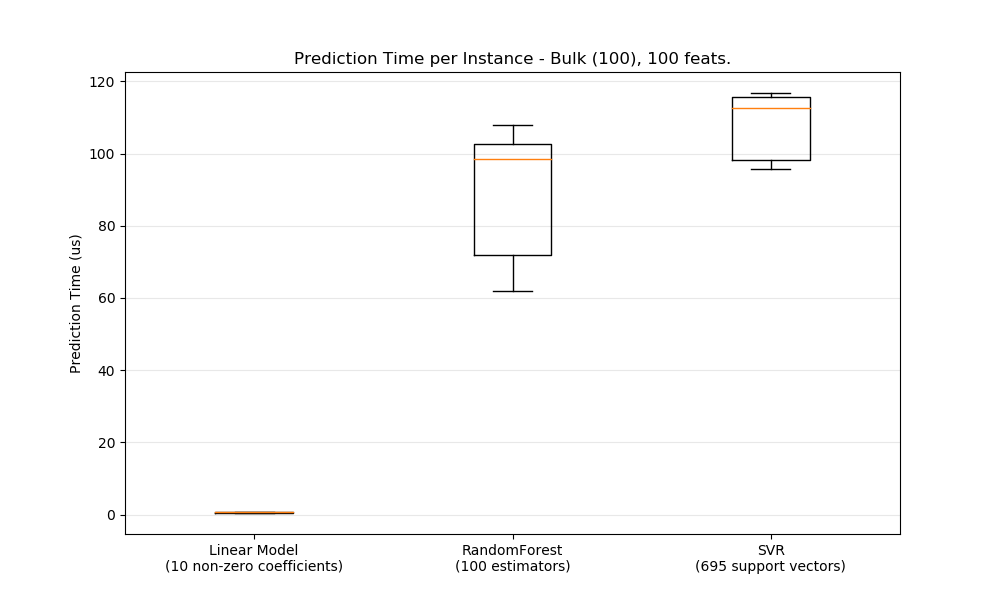 Prediction Time per Instance - Bulk (100), 100 feats.
Prediction Time (us)
120
100
80
60
40
20
0
Linear Model
(10 non-zero coefficients)
RandomForest
(100 estimators)
SVR
(695 support vectors)